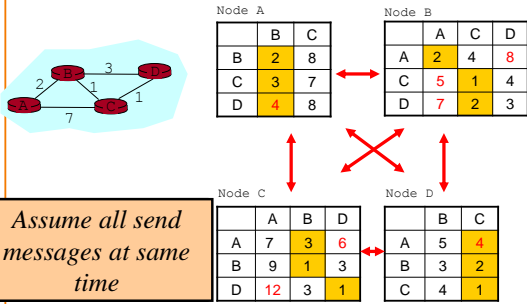 Node A
B C
B 2 8
C 3 7
D 4 8
Node B
A C D
A 2 4 8
C 5 1 4
D 7 2 3
B 3 D
2 1 1
A C
7
Assume all send
messages at same
time
Node C
A B D
A 7 3 6
B 9 1 3
D 12 3 1
Node D
B C
A 5 4
B 3 2
C 4 1